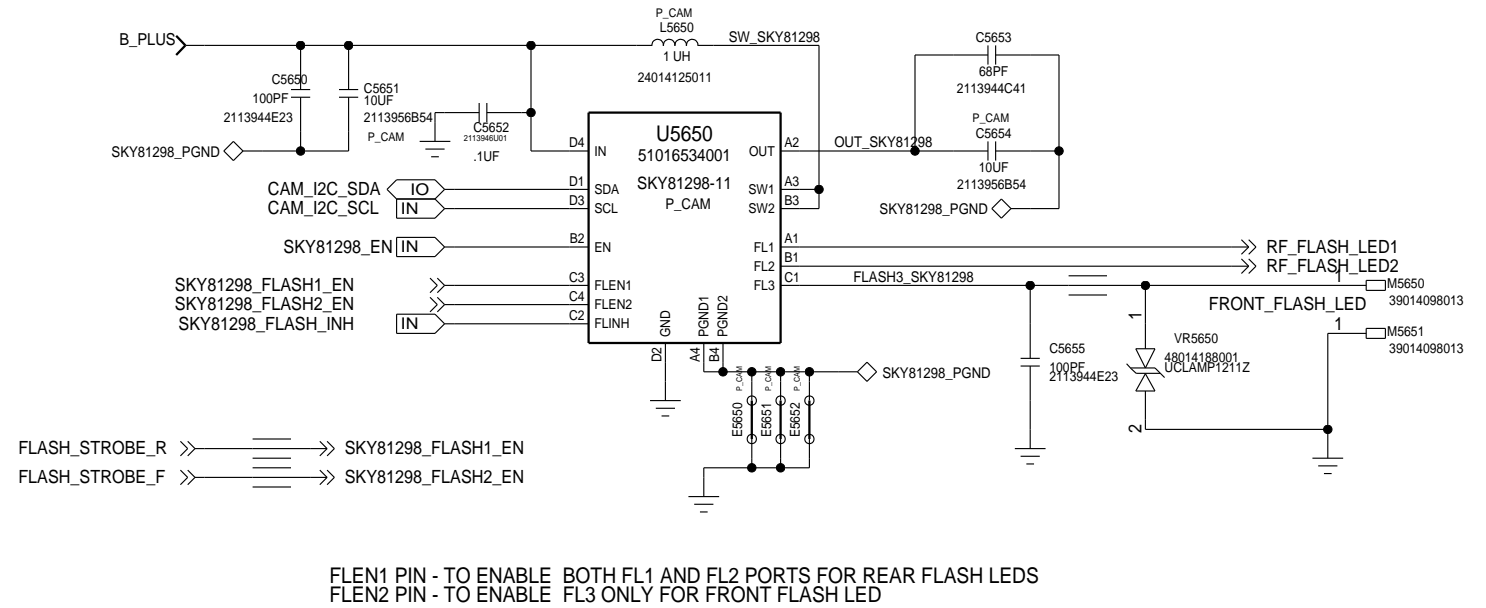 P_CAM
L5650
1 UH
24014125011
B_PLUS
SW_SKY81298
C5650
100PF
2113944E23
C5651
10UF
2113956B54
P_CAM
C5652
2113946U01
.1UF
SKY81298_PGND
C5653
68PF
2113944C41
P_CAM
C5654
10UF
2113956B54
SKY81298_PGND
U5650
51016534001
SKY81298-11
P_CAM
D4 IN
D1 SDA
D3 SCL
B2 EN
C3 FLEN1
C4 FLEN2
C2 FLINH
OUT A2
SW1 A3
SW2 B3
FL1 A1
FL2 B1
FL3 C1
GND D2
PGND1 A4
PGND2 B4
OUT_SKY81298
CAM_I2C_SDA IO
CAM_I2C_SCL IN
SKY81298_EN IN
SKY81298_FLASH1_EN
SKY81298_FLASH2_EN
SKY81298_FLASH_INH IN
RF_FLASH_LED1
RF_FLASH_LED2
FLASH3_SKY81298
1
M5650
39014098013
FRONT_FLASH_LED
1
M5651
39014098013
C5655
100PF
2113944E23
1
VR5650
48014188001
UCLAMP1211Z
2
SKY81298_PGND
P_CAM
E5650
P_CAM
E5651
P_CAM
E5652
FLASH_STROBE_R SKY81298_FLASH1_EN
FLASH_STROBE_F SKY81298_FLASH2_EN
FLEN1 PIN - TO ENABLE BOTH FL1 AND FL2 PORTS FOR REAR FLASH LEDS
FLEN2 PIN - TO ENABLE FL3 ONLY FOR FRONT FLASH LED